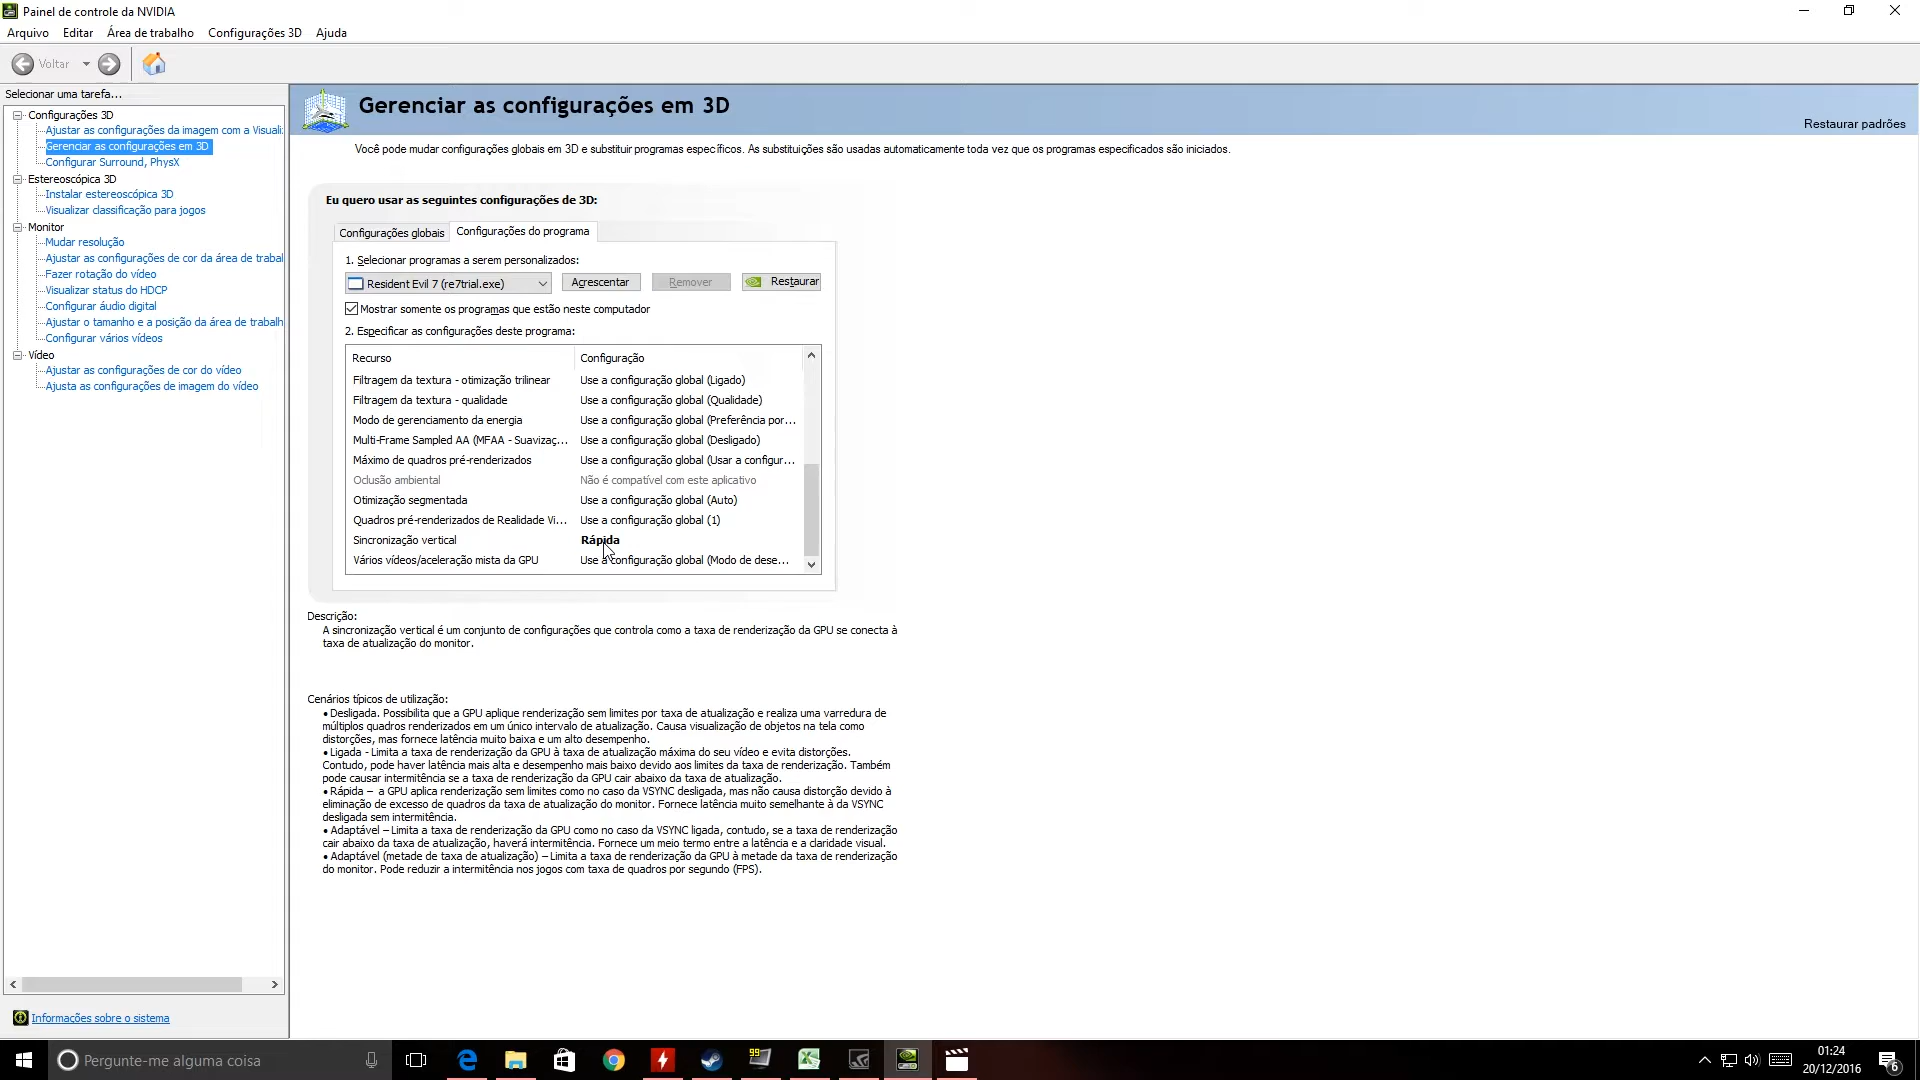 Painel de controle da NVIDIA
Arquivo Editar Área de trabalho Configurações 3D Ajuda
Voltar
Selecionar uma tarefa...
Configurações 3D
Ajustar as configurações da imagem com a Visuali
Gerenciar as configurações em 3D
Configurar Surround, PhysX
Estereoscópica 3D
Instalar estereoscópica 3D
Visualizar classificação para jogos
Monitor
Mudar resolução
Ajustar as configurações de cor da área de trabal
Fazer rotação do vídeo
Visualizar status do HDCP
Configurar áudio digital
Ajustar o tamanho e a posição da área de trabalh
Configurar vários vídeos
Vídeo
Ajustar as configurações de cor do vídeo
Ajusta as configurações de imagem do vídeo
Informações sobre o sistema
Gerenciar as configurações em 3D
Restaurar padrões
Você pode mudar configurações globais em 3D e substituir programas específicos. As substituições são usadas automaticamente toda vez que os programas especificados são iniciados.
Eu quero usar as seguintes configurações de 3D:
Configurações globais Configurações do programa
1. Selecionar programas a serem personalizados:
Resident Evil 7 (re7trial.exe) Acrescentar Remover Restaurar
Mostrar somente os programas que estão neste computador
2. Especificar as configurações deste programa:
Recurso Configuração
Filtragem da textura - otimização trilinear Use a configuração global (Ligado)
Filtragem da textura - qualidade Use a configuração global (Qualidade)
Modo de gerenciamento da energia Use a configuração global (Preferência por...
Multi-Frame Sampled AA (MFAA - Suavizaç... Use a configuração global (Desligado)
Máximo de quadros pré-renderizados Use a configuração global (Usar a configur...
Oclusão ambiental Não é compatível com este aplicativo
Otimização segmentada Use a configuração global (Auto)
Quadros pré-renderizados de Realidade Vi... Use a configuração global (1)
Sincronização vertical Rápida
Vários vídeos/aceleração mista da GPU Use a configuração global (Modo de dese...
Descrição:
A sincronização vertical é um conjunto de configurações que controla como a taxa de renderização da GPU se conecta à
taxa de atualização do monitor.
Cenários típicos de utilização:
• Desligada. Possibilita que a GPU aplique renderização sem limites por taxa de atualização e realiza uma varredura de
múltiplos quadros renderizados em um único intervalo de atualização. Causa visualização de objetos na tela como
distorções, mas fornece latência muito baixa e um alto desempenho.
• Ligada - Limita a taxa de renderização da GPU à taxa de atualização máxima do seu vídeo e evita distorções.
Contudo, pode haver latência mais alta e desempenho mais baixo devido aos limites da taxa de renderização. Também
pode causar intermitência se a taxa de renderização da GPU cair abaixo da taxa de atualização.
• Rápida – a GPU aplica renderização sem limites como no caso da VSYNC desligada, mas não causa distorção devido à
eliminação de excesso de quadros da taxa de atualização do monitor. Fornece latência muito semelhante à da VSYNC
desligada sem intermitência.
• Adaptável – Limita a taxa de renderização da GPU como no caso da VSYNC ligada, contudo, se a taxa de renderização
cair abaixo da taxa de atualização, haverá intermitência. Fornece um meio termo entre a latência e a claridade visual.
• Adaptável (metade de taxa de atualização) – Limita a taxa de renderização da GPU à metade da taxa de renderização
do monitor. Pode reduzir a intermitência nos jogos com taxa de quadros por segundo (FPS).
Pergunte-me alguma coisa
99
01:24
20/12/2016
6